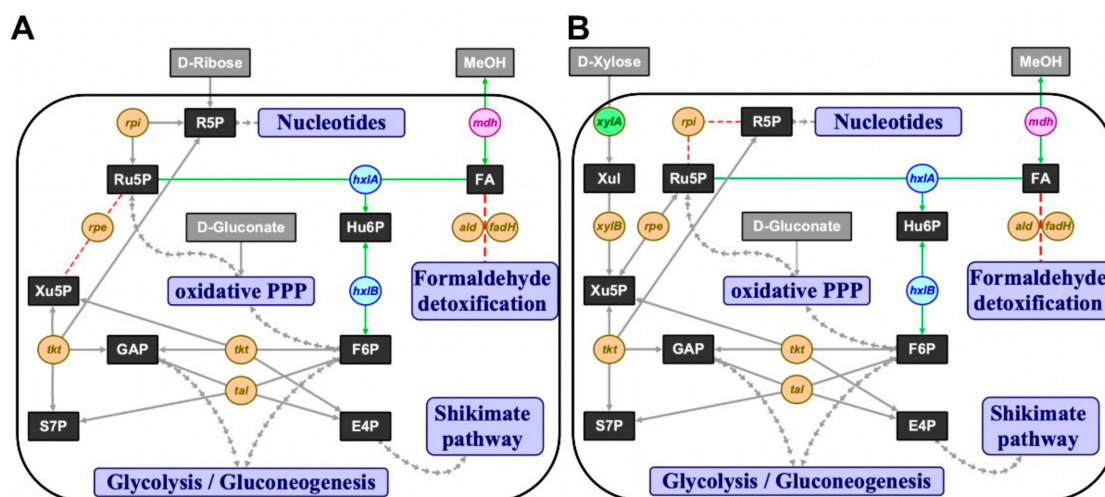 A
D-Ribose
MeOH
rpi
R5P
Nucleotides
mdh
Ru5P
hxlA
FA
rpe
D-Gluconate
Hu6P
ald
fadH
Xu5P
oxidative PPP
hxlB
Formaldehyde
detoxification
tkt
GAP
tkt
F6P
tal
S7P
E4P
Shikimate
pathway
Glycolysis / Gluconeogenesis
B
D-Xylose
MeOH
xylA
rpi
R5P
Nucleotides
mdh
Xul
Ru5P
hxlA
FA
xylB
rpe
D-Gluconate
Hu6P
ald
fadH
Xu5P
oxidative PPP
hxlB
Formaldehyde
detoxification
tkt
GAP
tkt
F6P
tal
S7P
E4P
Shikimate
pathway
Glycolysis / Gluconeogenesis